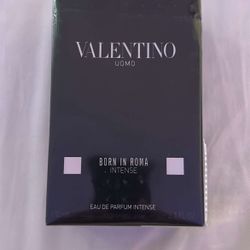 VALENTINO
UOMO
BORN IN ROMA
INTENSE
EAU DE PARFUM INTENSE